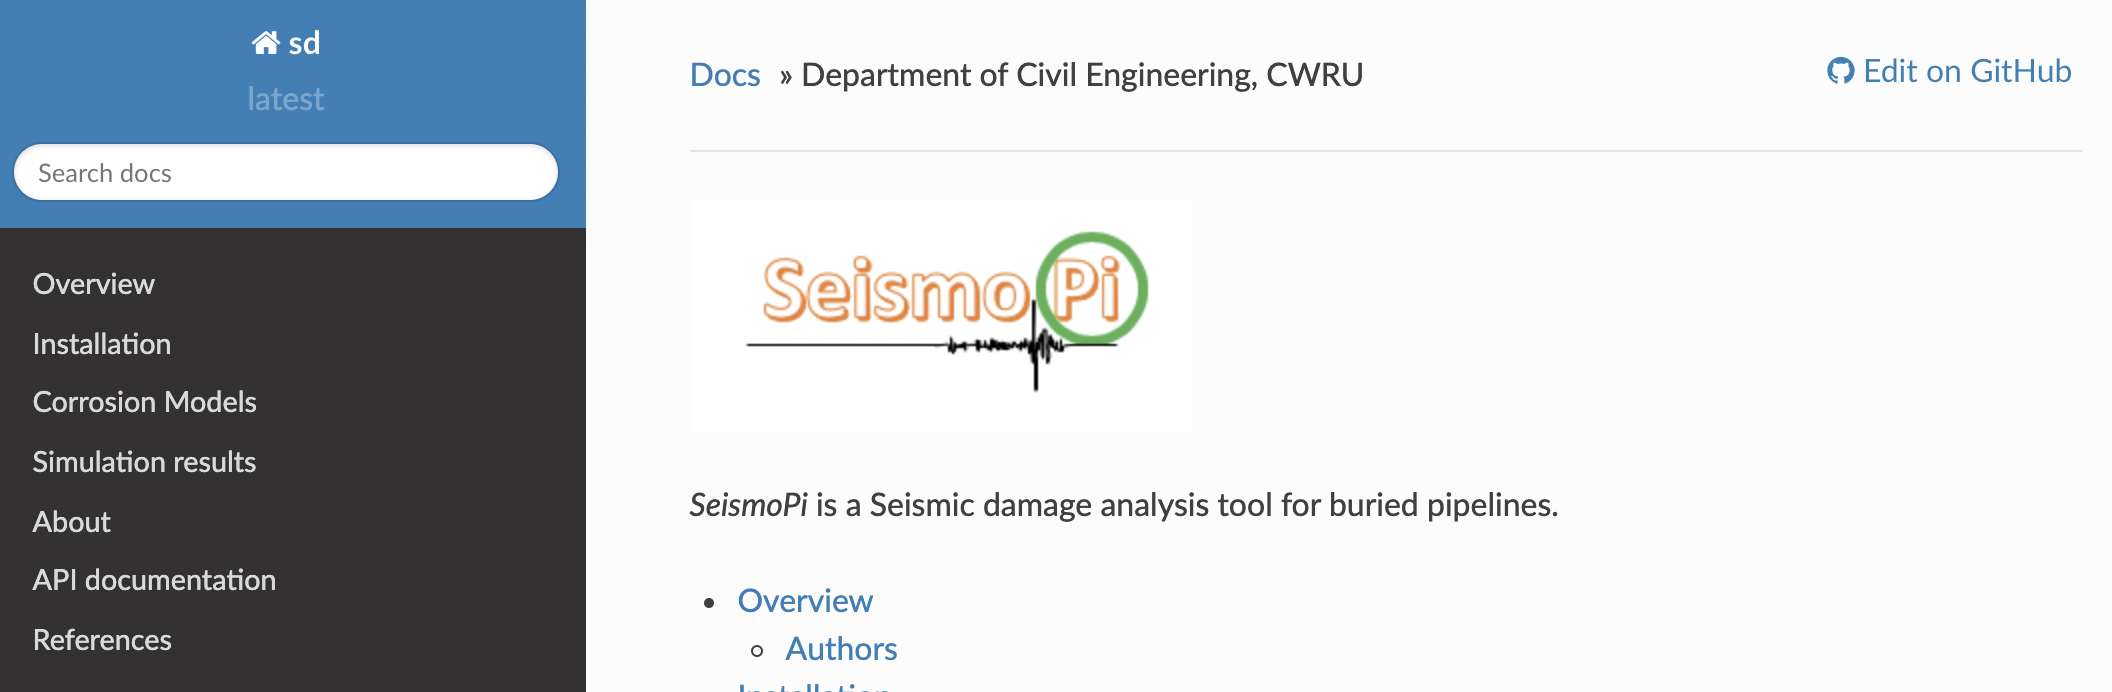 sd
latest
Search docs
Overview
Installation
Corrosion Models
Simulation results
About
API documentation
References
Docs » Department of Civil Engineering, CWRU
Edit on GitHub
SeismoPi
SeismoPi is a Seismic damage analysis tool for buried pipelines.
• Overview
◦ Authors
Installation